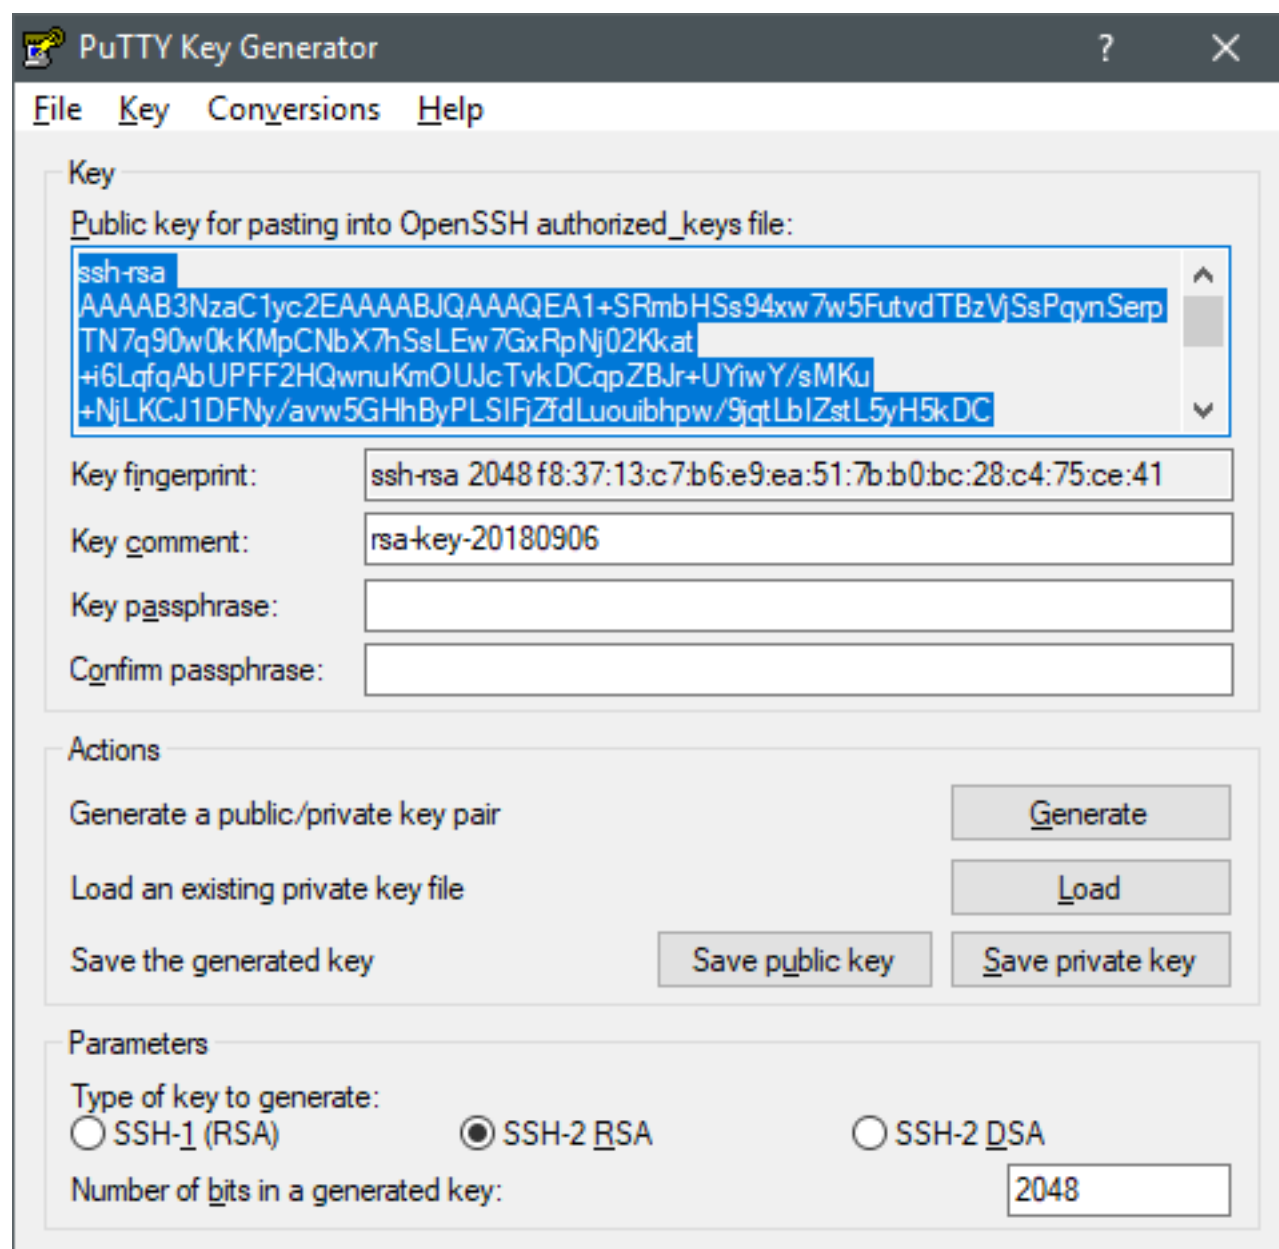 PuTTY Key Generator
File Key Conversions Help
Key
Public key for pasting into OpenSSH authorized_keys file:
ssh-rsa
AAAAB3NzaC1yc2EAAAABJQAAAQEA1+SRmbHSs94xw7w5FutvdTBzVjSsPqynSerp
TN7q90w0kKMpCNbX7hSsLEw7GxRpNj02Kkat
+i6LqfqAbUPFF2HQwnuKmOUJcTvkDCqpZBJr+UYiwY/sMKu
+NjLKCJ1DFNy/avw5GHhByPLSIFjZfdLuouibhpw/9jqtLbIZstL5yH5kDC
Key fingerprint: ssh-rsa 2048 f8:37:13:c7:b6:e9:ea:51:7b:b0:bc:28:c4:75:ce:41
Key comment: rsa-key-20180906
Key passphrase:
Confirm passphrase:
Actions
Generate a public/private key pair Generate
Load an existing private key file Load
Save the generated key Save public key Save private key
Parameters
Type of key to generate:
SSH-1 (RSA) SSH-2 RSA SSH-2 DSA
Number of bits in a generated key: 2048